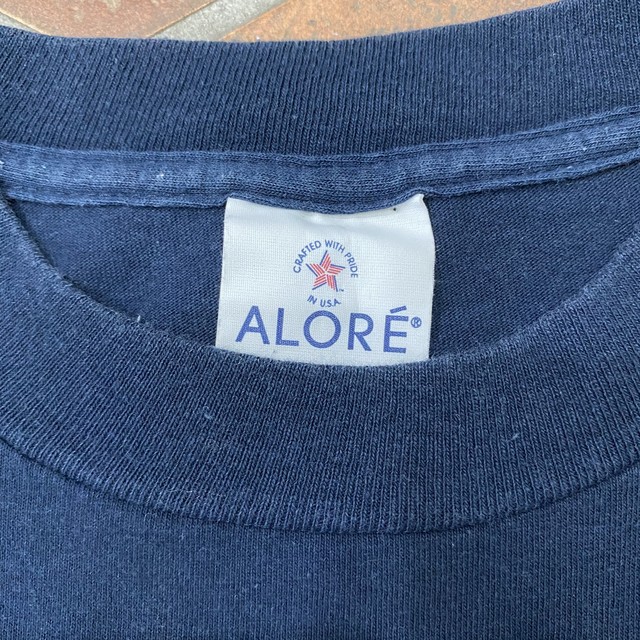 CRAFTED WITH PRIDE
IN U.S.A.
ALORÉ®